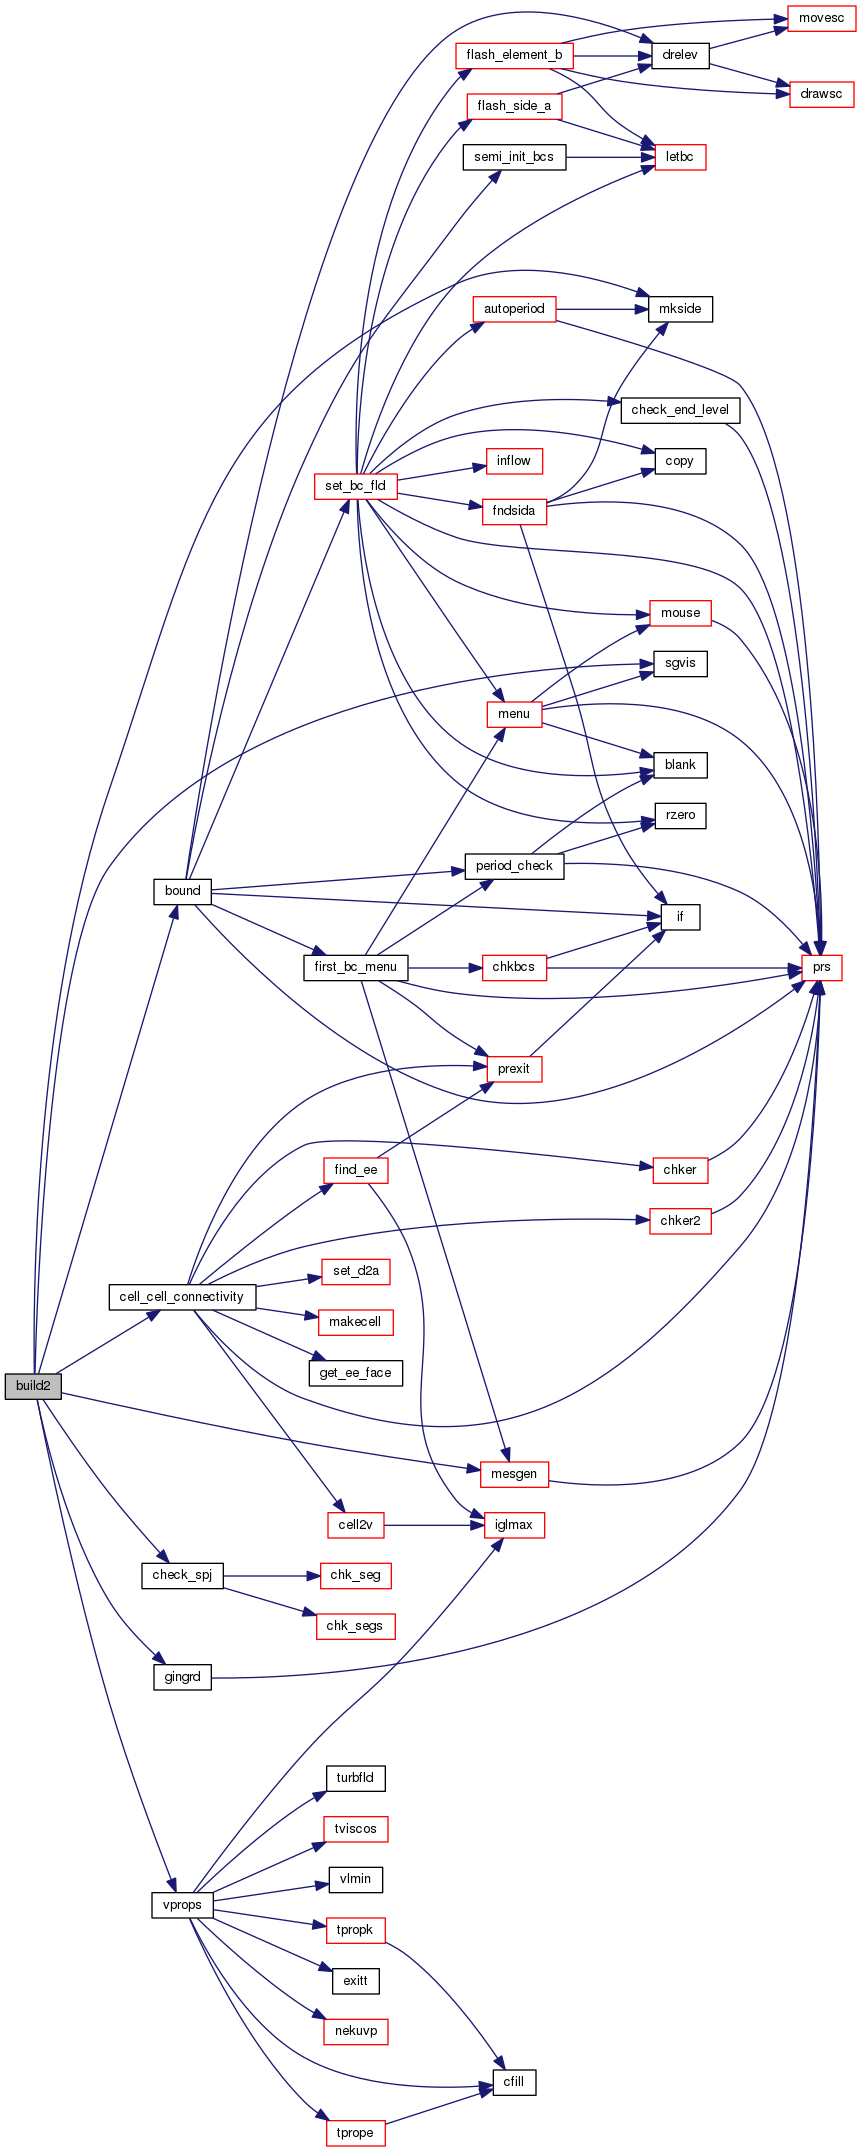 movesc
flash_element_b
drelev
drawsc
flash_side_a
semi_init_bcs
letbc
autoperiod
mkside
check_end_level
inflow
copy
set_bc_fld
fndsida
mouse
sgvis
menu
blank
rzero
period_check
bound
if
first_bc_menu
chkbcs
prs
prexit
find_ee
chker
chker2
set_d2a
cell_cell_connectivity
makecell
get_ee_face
build2
mesgen
cell2v
iglmax
check_spj
chk_seg
chk_segs
gingrd
turbfld
tviscos
vlmin
vprops
tpropk
exitt
nekuvp
cfill
tprope